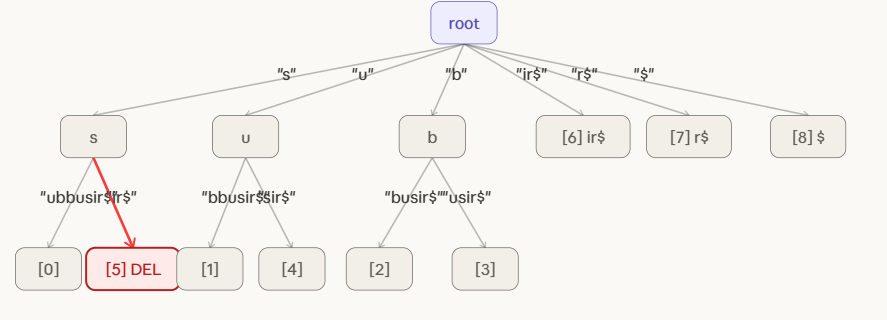 root
"s" "u" "b" "ir$" "r$" "$"
s u b [6] ir$ [7] r$ [8] $
"ubbusir$" "ir$" "bbusir$" "sir$" "busir$" "usir$"
[0] [5] DEL [1] [4] [2] [3]